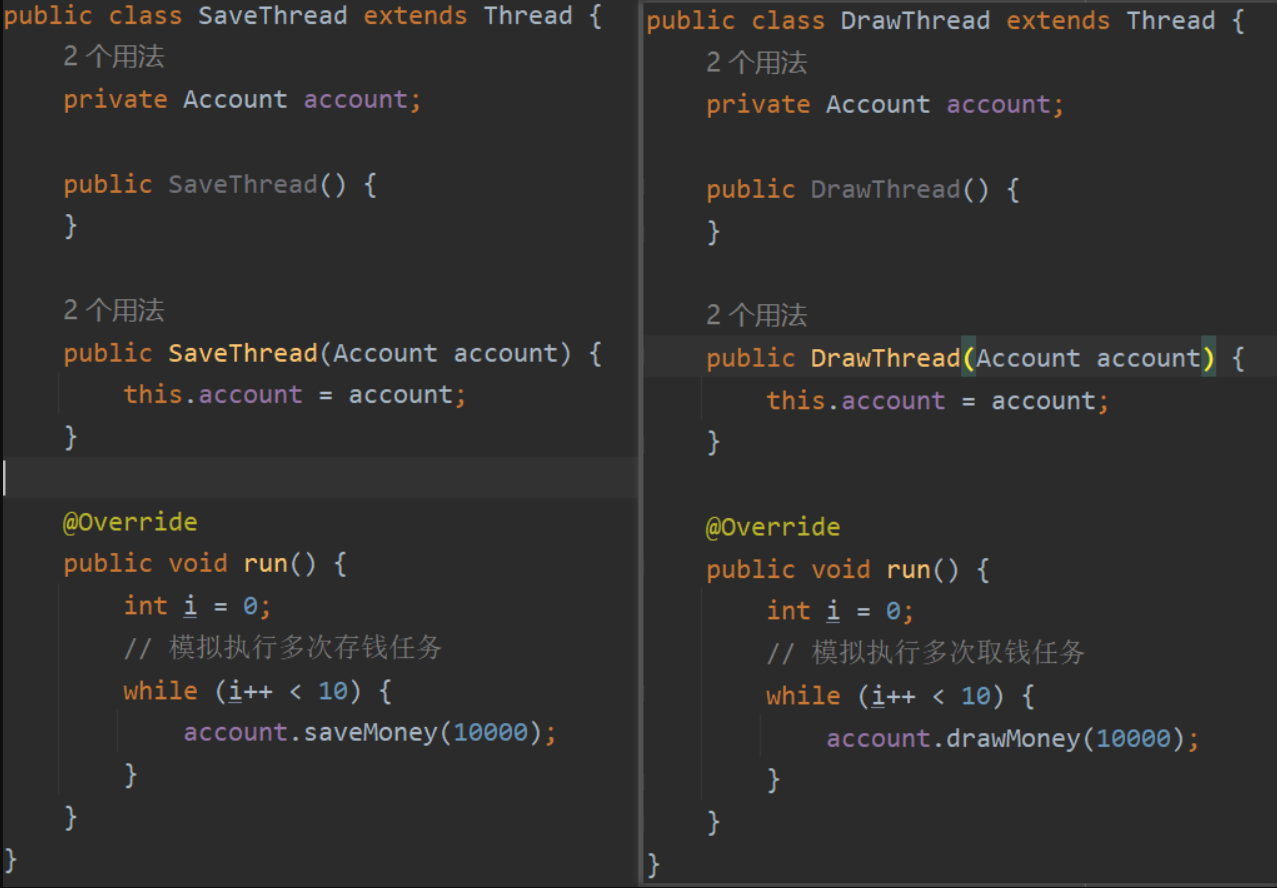 public class SaveThread extends Thread {
2 个用法
private Account account;
public SaveThread() {
}
2 个用法
public SaveThread(Account account) {
this.account = account;
}
@Override
public void run() {
int i = 0;
// 模拟执行多次存钱任务
while (i++ < 10) {
account.saveMoney(10000);
}
}
}
public class DrawThread extends Thread {
2 个用法
private Account account;
public DrawThread() {
}
2 个用法
public DrawThread(Account account) {
this.account = account;
}
@Override
public void run() {
int i = 0;
// 模拟执行多次取钱任务
while (i++ < 10) {
account.drawMoney(10000);
}
}
}